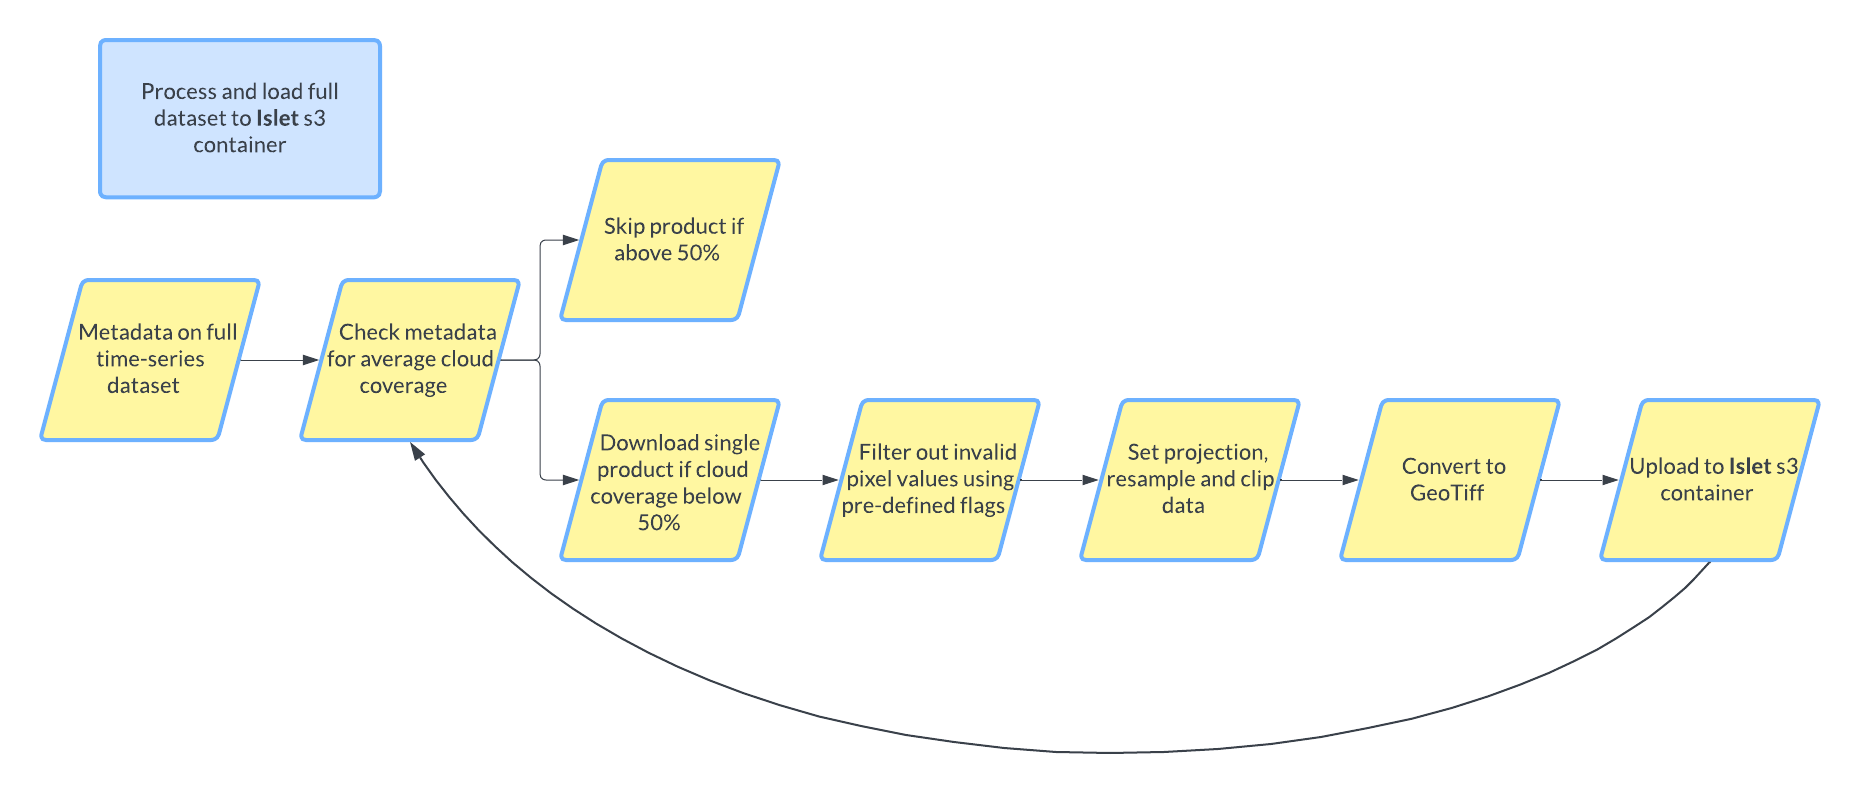 Process and load full
dataset to Islet s3
container
Skip product if
above 50%
Metadata on full
time-series
dataset
Check metadata
for average cloud
coverage
Download single
product if cloud
coverage below
50%
Filter out invalid
pixel values using
pre-defined flags
Set projection,
resample and clip
data
Convert to
GeoTiff
Upload to Islet s3
container